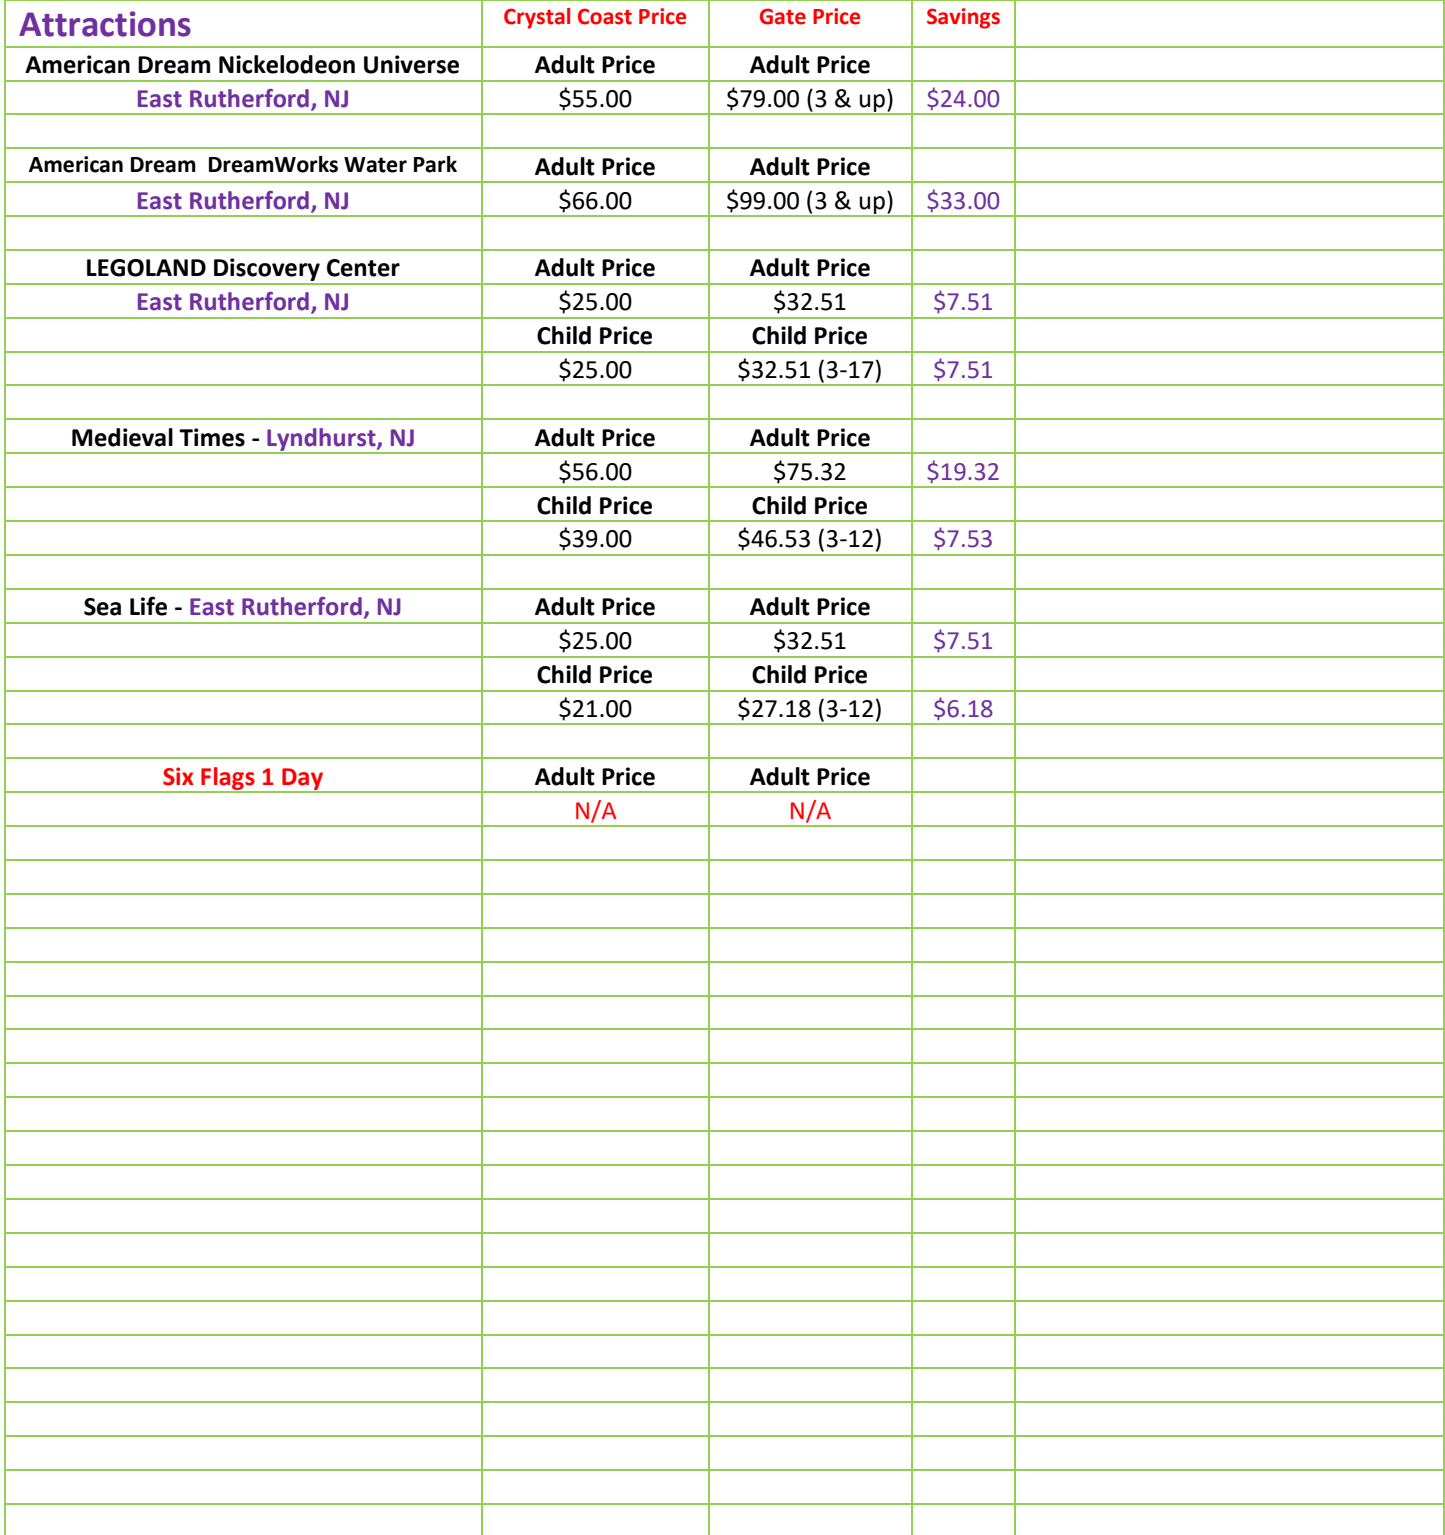 Attractions Crystal Coast Price Gate Price Savings
American Dream Nickelodeon Universe Adult Price Adult Price
East Rutherford, NJ $55.00 $79.00 (3 & up) $24.00
American Dream DreamWorks Water Park Adult Price Adult Price
East Rutherford, NJ $66.00 $99.00 (3 & up) $33.00
LEGOLAND Discovery Center Adult Price Adult Price
East Rutherford, NJ $25.00 $32.51 $7.51
Child Price Child Price
$25.00 $32.51 (3-17) $7.51
Medieval Times - Lyndhurst, NJ Adult Price Adult Price
$56.00 $75.32 $19.32
Child Price Child Price
$39.00 $46.53 (3-12) $7.53
Sea Life - East Rutherford, NJ Adult Price Adult Price
$25.00 $32.51 $7.51
Child Price Child Price
$21.00 $27.18 (3-12) $6.18
Six Flags 1 Day Adult Price Adult Price
N/A N/A